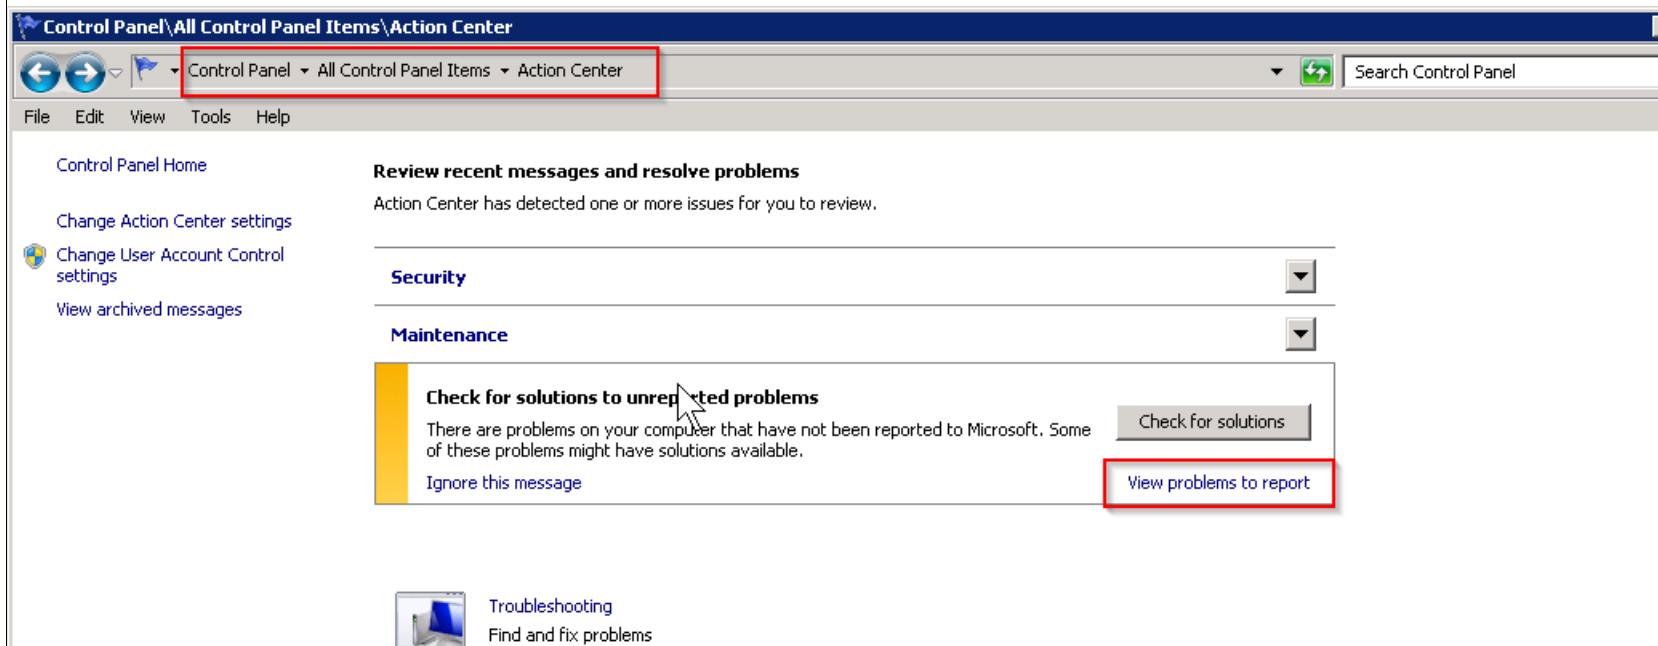 Control Panel\All Control Panel Items\Action Center
Control Panel All Control Panel Items Action Center
Search Control Panel
File Edit View Tools Help
Control Panel Home
Change Action Center settings
Change User Account Control
settings
View archived messages
Review recent messages and resolve problems
Action Center has detected one or more issues for you to review.
Security
Maintenance
Check for solutions to unreported problems
There are problems on your computer that have not been reported to Microsoft. Some
of these problems might have solutions available.
Check for solutions
Ignore this message
View problems to report
Troubleshooting
Find and fix problems